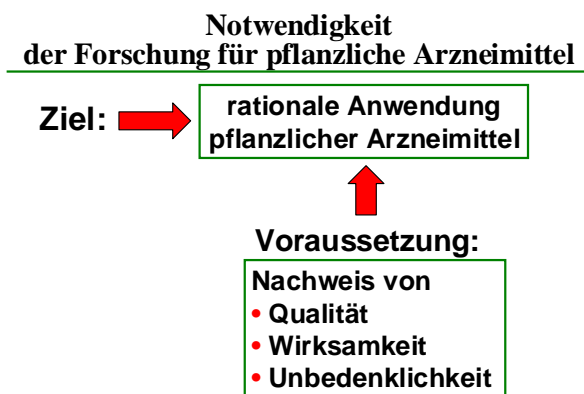 Notwendigkeit
der Forschung für pflanzliche Arzneimittel
Ziel:
rationale Anwendung
pflanzlicher Arzneimittel
Voraussetzung:
Nachweis von
• Qualität
• Wirksamkeit
• Unbedenklichkeit